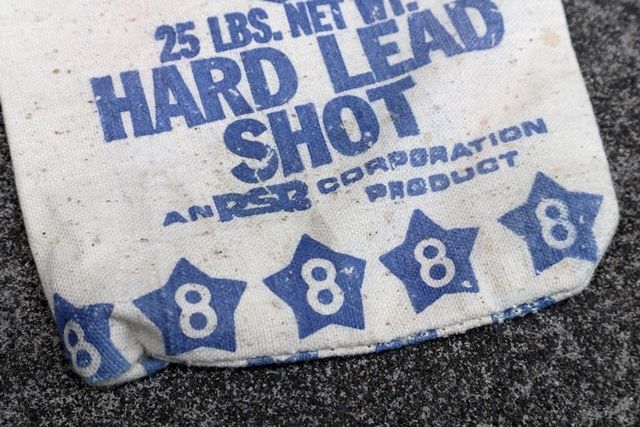 25 LBS. NET WT.
HARD LEAD
SHOT
AN RSR CORPORATION
PRODUCT
8 8 8 8 8